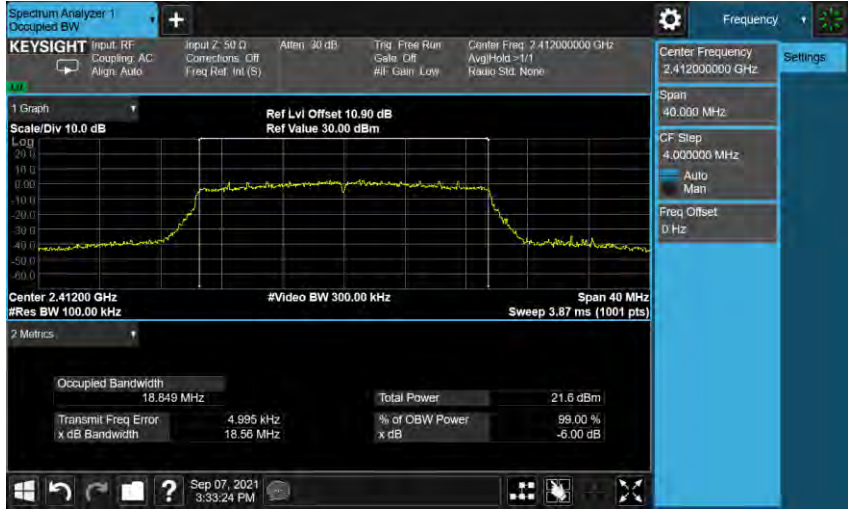 Spectrum Analyzer 1
Occupied BW
Frequency
KEYSIGHT
Input: RF
Coupling: AC
Align: Auto
Input Z: 50 Ω
Corrections: Off
Freq Ref: Int (S)
Atten: 30 dB
Trig: Free Run
Gate: Off
#IF Gain: Low
Center Freq: 2.412000000 GHz
Avg|Hold:>1/1
Radio Std: None
Center Frequency
2.412000000 GHz
Settings
Span
40.000 MHz
CF Step
4.000000 MHz
Auto
Man
Freq Offset
0 Hz
1 Graph
Scale/Div 10.0 dB
Ref Lvl Offset 10.90 dB
Ref Value 30.00 dBm
Log
20.0
10.0
0.00
-10.0
-20.0
-30.0
-40.0
-50.0
-60.0
Center 2.41200 GHz
#Video BW 300.00 kHz
Span 40 MHz
#Res BW 100.00 kHz
Sweep 3.87 ms (1001 pts)
2 Metrics
Occupied Bandwidth
18.849 MHz
Total Power
21.6 dBm
Transmit Freq Error
4.995 kHz
% of OBW Power
99.00 %
x dB Bandwidth
18.56 MHz
x dB
-6.00 dB
?
Sep 07, 2021
3:33:24 PM